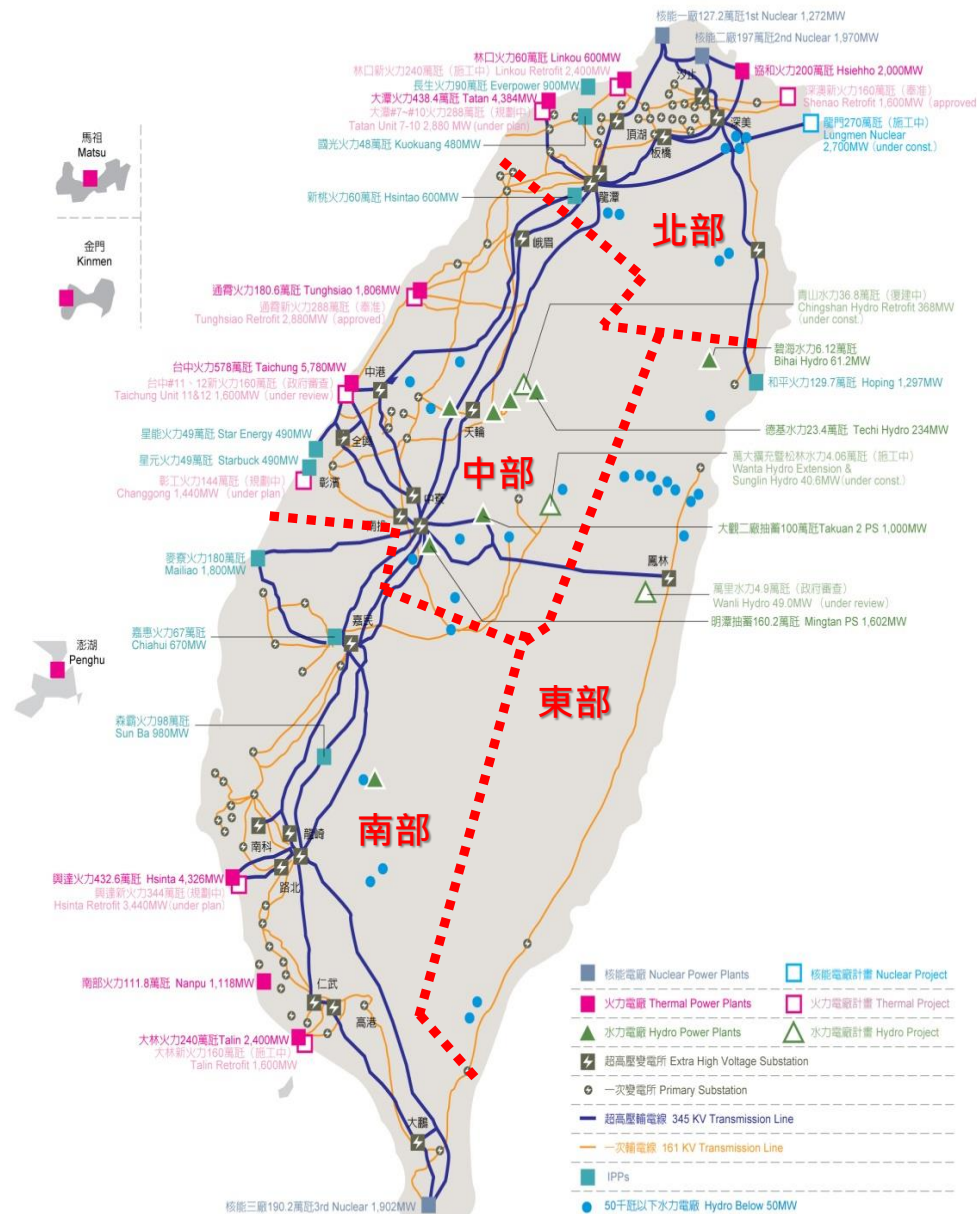 核能一廠127.2萬瓩1st Nuclear 1,272MW
核能二廠197萬瓩2nd Nuclear 1,970MW
林口火力60萬瓩 Linkou 600MW
林口新火力240萬瓩（施工中）Linkou Retrofit 2,400MW
長生火力90萬瓩 Everpower 900MW
大潭火力438.4萬瓩 Tatan 4,384MW
大潭#7~#10火力288萬瓩（規劃中）
Tatan Unit 7-10 2,880 MW (under plan)
國光火力48萬瓩 Kuokuang 480MW
協和火力200萬瓩 Hsiehho 2,000MW
深澳新火力160萬瓩（奉准）
Shenao Retrofit 1,600MW (approved)
龍門270萬瓩（施工中）
Lungmen Nuclear
2,700MW (under const.)
汐止
頂湖
板橋
深美
馬祖
Matsu
金門
Kinmen
新桃火力60萬瓩 Hsintao 600MW
龍潭
北部
峨眉
通霄火力180.6萬瓩 Tunghsiao 1,806MW
通霄新火力288萬瓩（奉准）
Tunghsiao Retrofit 2,880MW (approved)
青山水力36.8萬瓩（復建中）
Chingshan Hydro Retrofit 368MW
(under const.)
碧海水力6.12萬瓩
Bihai Hydro 61.2MW
和平火力129.7萬瓩 Hoping 1,297MW
台中火力578萬瓩 Taichung 5,780MW
台中#11、12新火力160萬瓩（政府審查）
Taichung Unit 11&12 1,600MW (under review)
中港
天輪
德基水力23.4萬瓩 Techi Hydro 234MW
星能火力49萬瓩 Star Energy 490MW
全興
星元火力49萬瓩 Starbuck 490MW
彰工火力144萬瓩（規劃中）
Changgong 1,440MW (under plan)
彰濱
中部
中寮
南投
萬大擴充暨松林水力4.06萬瓩（施工中）
Wanta Hydro Extension &
Sunglin Hydro 40.6MW(under const.)
大觀二廠抽蓄100萬瓩Takuan 2 PS 1,000MW
麥寮火力180萬瓩
Mailiao 1,800MW
鳳林
萬里水力4.9萬瓩（政府審查）
Wanli Hydro 49.0MW (under review)
明潭抽蓄160.2萬瓩 Mingtan PS 1,602MW
嘉惠火力67萬瓩
Chiahui 670MW
嘉民
澎湖
Penghu
東部
森霸火力98萬瓩
Sun Ba 980MW
南部
南科
龍崎
路北
興達火力432.6萬瓩 Hsinta 4,326MW
興達新火力344萬瓩(規劃中)
Hsinta Retrofit 3,440MW(under plan)
南部火力111.8萬瓩 Nanpu 1,118MW
仁武
高港
大林火力240萬瓩Talin 2,400MW
大林新火力160萬瓩（施工中）
Talin Retrofit 1,600MW
大鵬
核能三廠190.2萬瓩3rd Nuclear 1,902MW
核能電廠 Nuclear Power Plants
核能電廠計畫 Nuclear Project
火力電廠 Thermal Power Plants
火力電廠計畫 Thermal Project
水力電廠 Hydro Power Plants
水力電廠計畫 Hydro Project
超高壓變電所 Extra High Voltage Substation
一次變電所 Primary Substation
超高壓輸電線 345 KV Transmission Line
一次輸電線 161 KV Transmission Line
IPPs
50千瓩以下水力電廠 Hydro Below 50MW